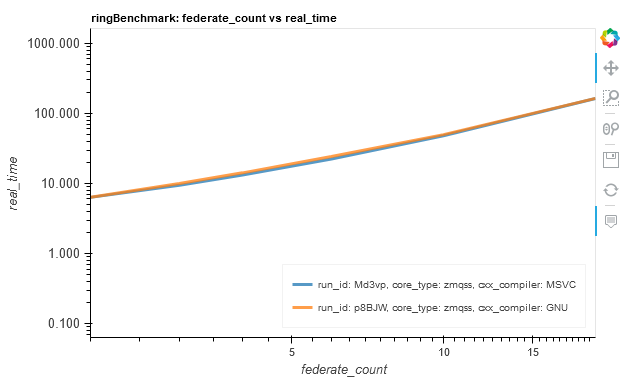 ringBenchmark: federate_count vs real_time
1000.000
100.000
10.000
1.000
0.100
real_time
run_id: Md3vp, core_type: zmqss, cxx_compiler: MSVC
run_id: p8BJW, core_type: zmqss, cxx_compiler: GNU
5
10
15
federate_count